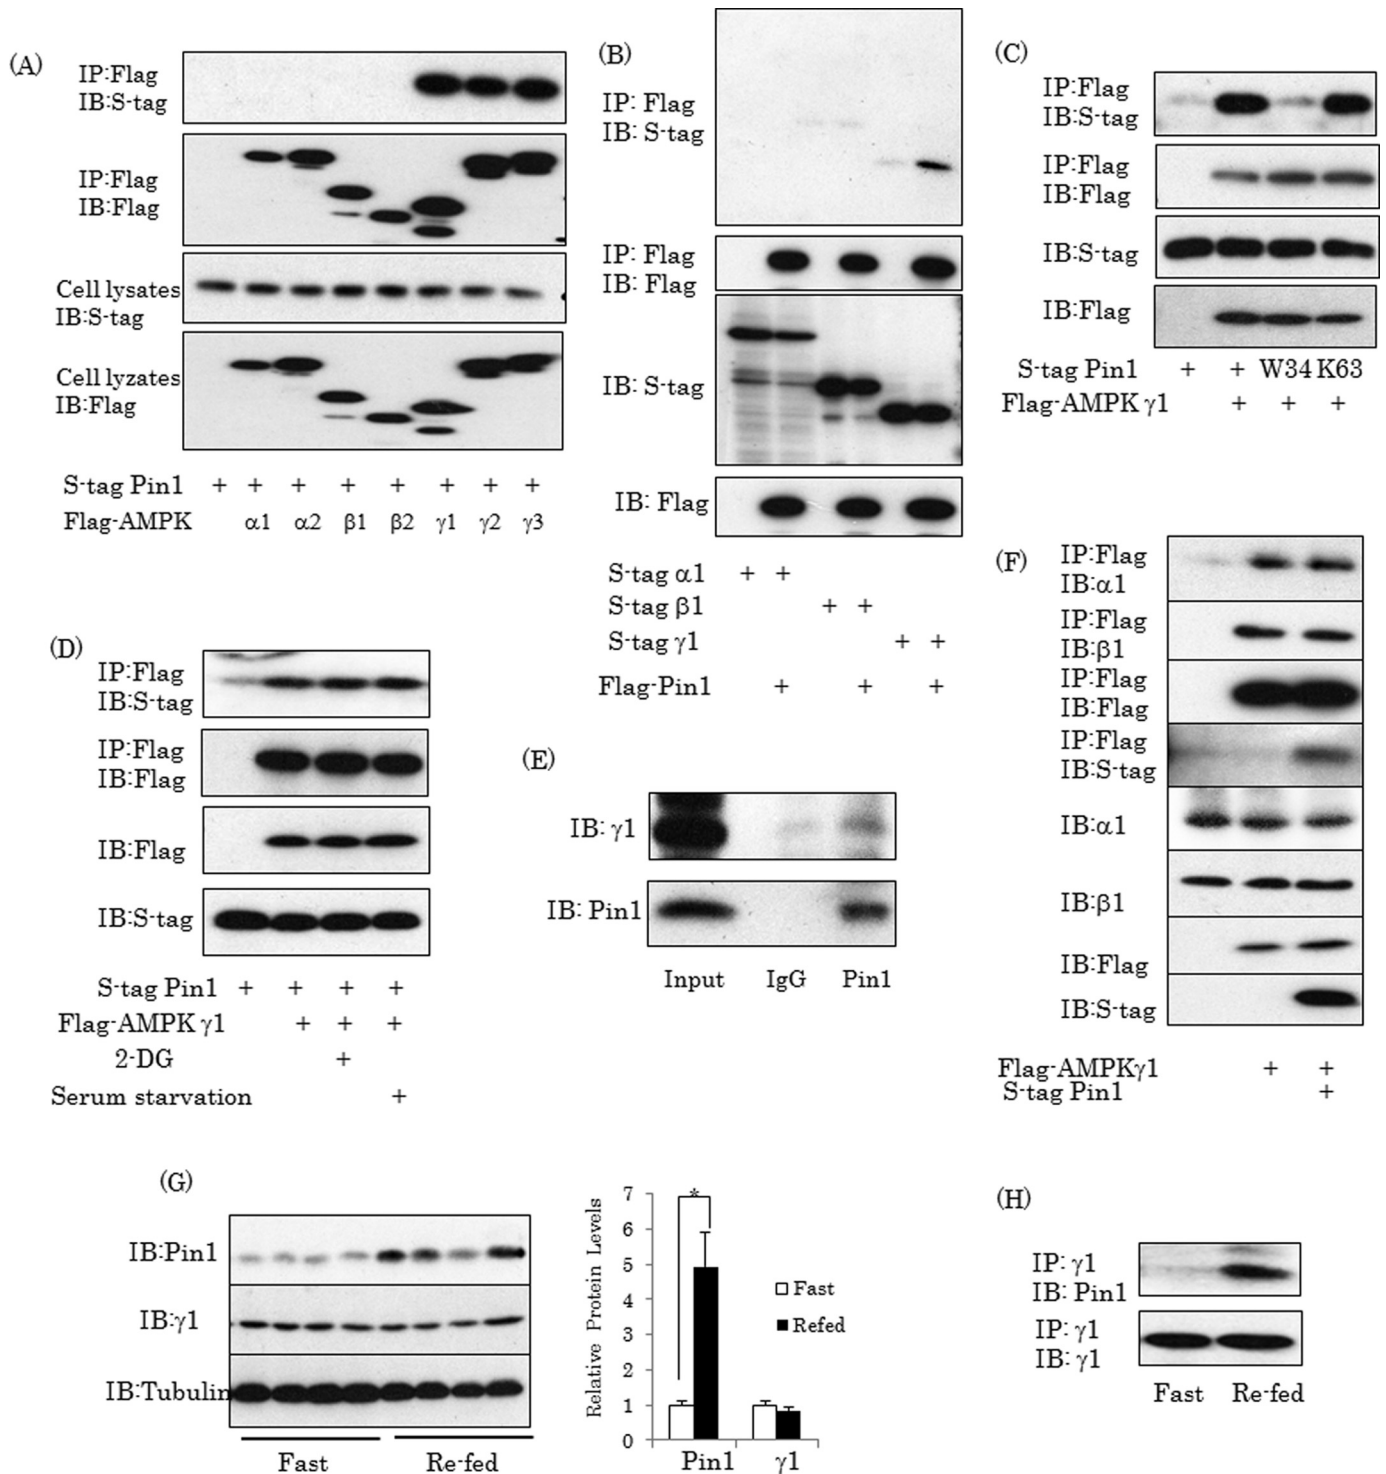 (A)
IP:Flag
IB:S-tag
IP:Flag
IB:Flag
Cell lysates
IB:S-tag
Cell lyzates
IB:Flag
S-tag Pin1 + + + + + + + +
Flag-AMPK α1 α2 β1 β2 γ1 γ2 γ3
(B)
IP: Flag
IB: S-tag
IP: Flag
IB: Flag
IB: S-tag
IB: Flag
S-tag α1 + +
S-tag β1 + +
S-tag γ1 + +
Flag-Pin1 + + +
(C)
IP:Flag
IB:S-tag
IP:Flag
IB:Flag
IB:S-tag
IB:Flag
S-tag Pin1 + + W34 K63
Flag-AMPK γ1 + + +
(D)
IP:Flag
IB:S-tag
IP:Flag
IB:Flag
IB:Flag
IB:S-tag
S-tag Pin1 + + + +
Flag-AMPK γ1 + + +
2-DG +
Serum starvation +
(E)
IB: γ1
IB: Pin1
Input IgG Pin1
(F)
IP:Flag
IB:α1
IP:Flag
IB:β1
IP:Flag
IB:Flag
IP:Flag
IB:S-tag
IB:α1
IB:β1
IB:Flag
IB:S-tag
Flag-AMPKγ1 + +
S-tag Pin1 +
(G)
IB:Pin1
IB:γ1
IB:Tubulin
Fast Re-fed
Relative Protein Levels
7
6
5
4
3
2
1
0
*
Fast
Refed
Pin1 γ1
(H)
IP: γ1
IB: Pin1
IP: γ1
IB: γ1
Fast Re-fed